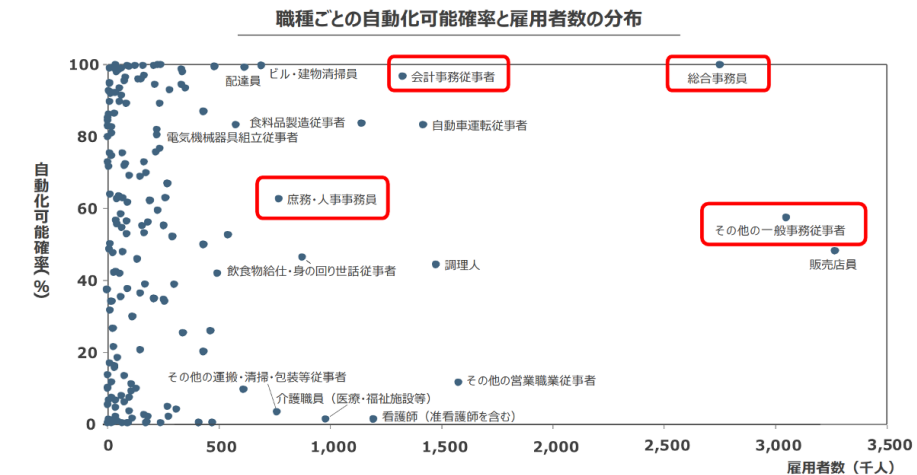 職種ごとの自動化可能確率と雇用者数の分布
100
80
60
40
20
0
自動化可能確率(%)
配達員
ビル・建物清掃員
会計事務従事者
総合事務員
食料品製造従事者
自動車運転従事者
電気機械器具組立従事者
庶務・人事事務員
その他の一般事務従事者
販売店員
飲食物給仕・身の回り世話従事者
調理人
その他の運搬・清掃・包装等従事者
その他の営業職業従事者
介護職員（医療・福祉施設等）
看護師（准看護師を含む）
0
500
1,000
1,500
2,000
2,500
3,000
3,500
雇用者数（千人）